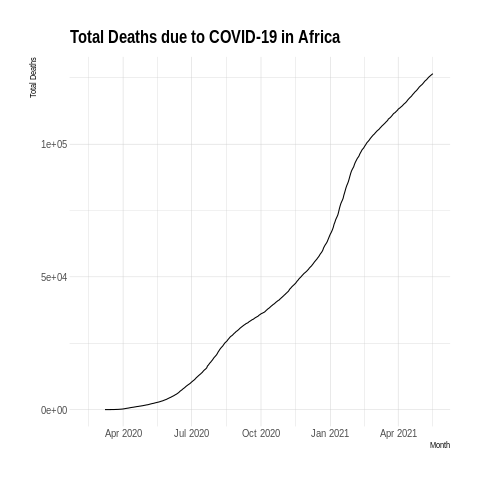 Total Deaths due to COVID-19 in Africa
Total Deaths
1e+05
5e+04
0e+00
Apr 2020 Jul 2020 Oct 2020 Jan 2021 Apr 2021
Month